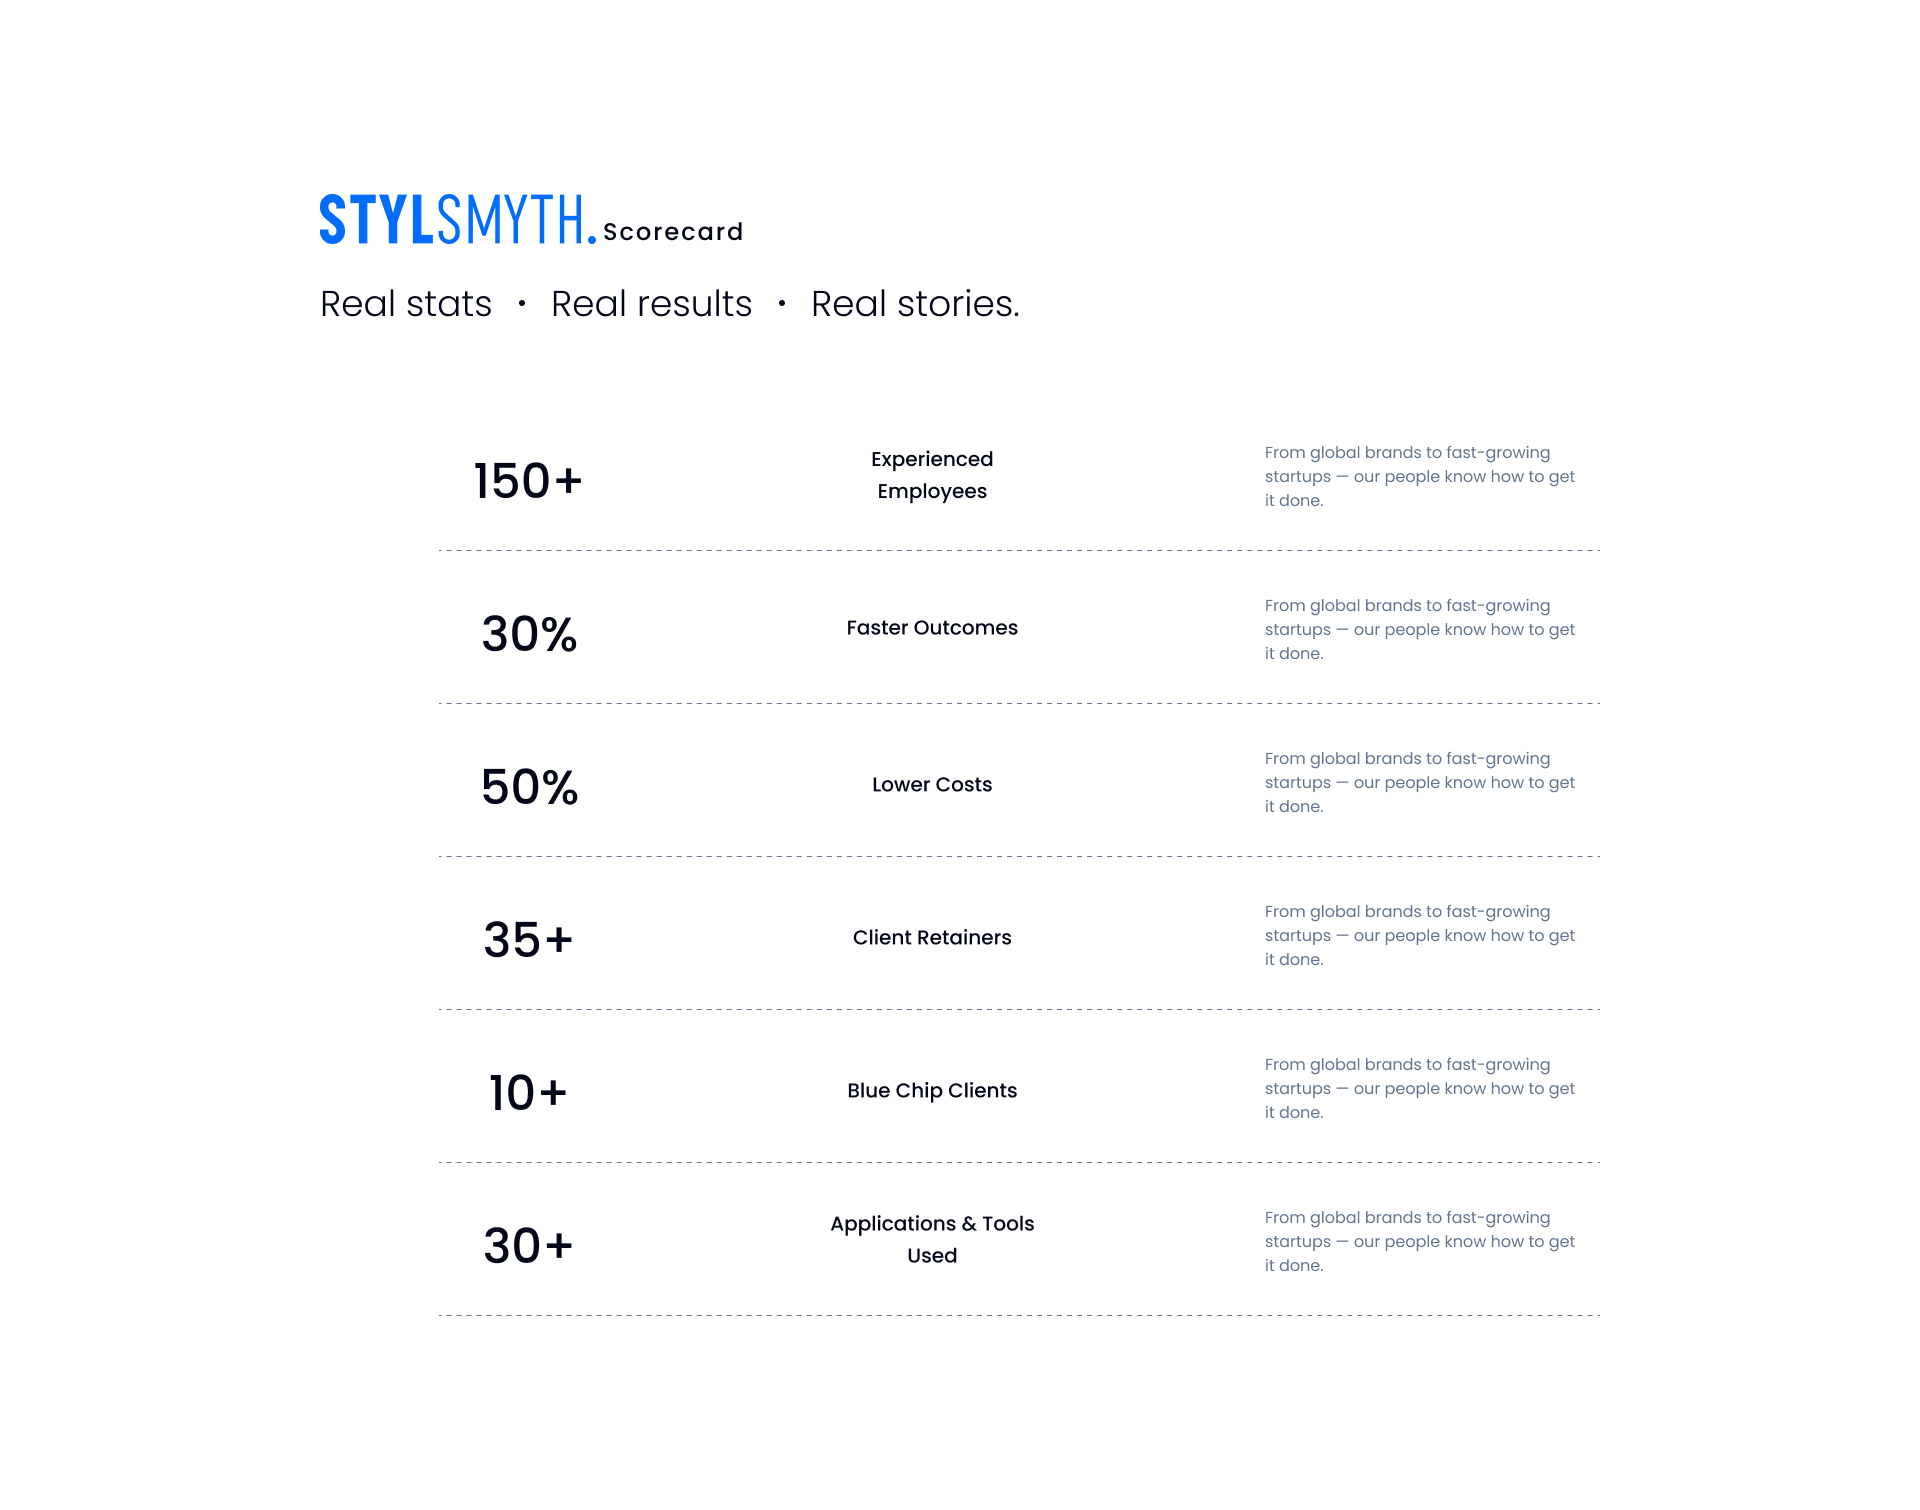 STYLSMYTH. Scorecard
Real stats • Real results • Real stories.
150+
Experienced
Employees
From global brands to fast-growing
startups — our people know how to get
it done.
30%
Faster Outcomes
From global brands to fast-growing
startups — our people know how to get
it done.
50%
Lower Costs
From global brands to fast-growing
startups — our people know how to get
it done.
35+
Client Retainers
From global brands to fast-growing
startups — our people know how to get
it done.
10+
Blue Chip Clients
From global brands to fast-growing
startups — our people know how to get
it done.
30+
Applications & Tools
Used
From global brands to fast-growing
startups — our people know how to get
it done.